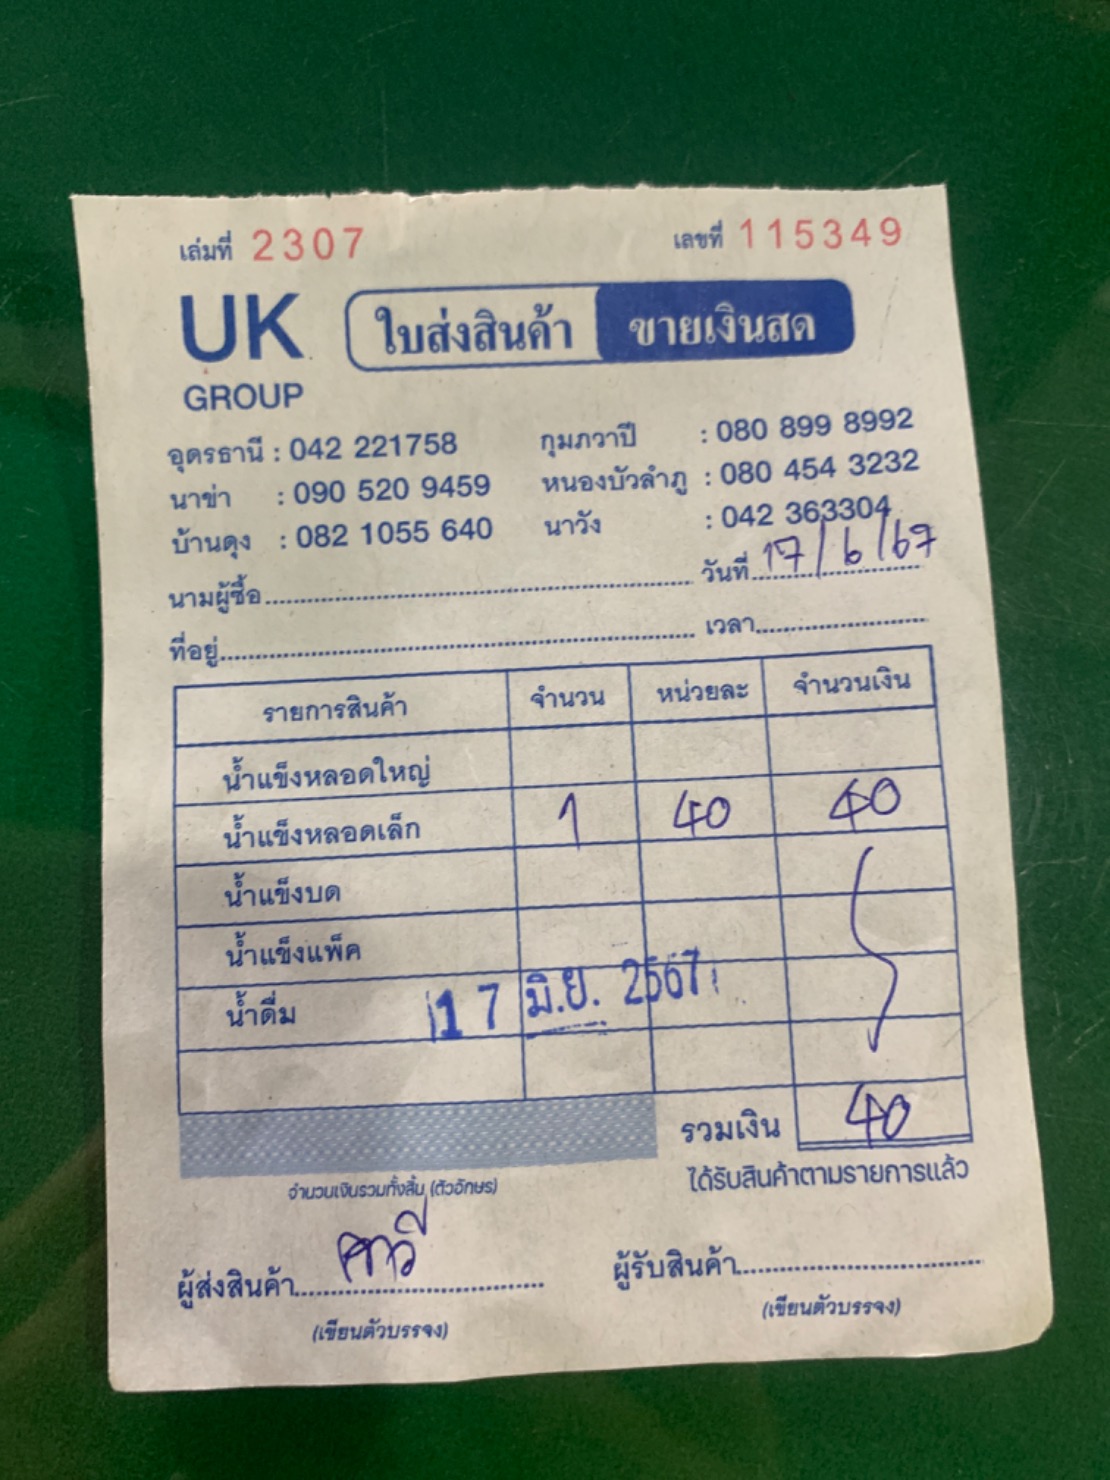 เล่มที่ 2307 เลขที่ 115349
UK GROUP
ใบส่งสินค้า ขายเงินสด
อุดรธานี : 042 221758 กุมภวาปี : 080 899 8992
นาข่า : 090 520 9459 หนองบัวลำภู : 080 454 3232
บ้านดุง : 082 1055 640 นาวัง : 042 363304
นามผู้ซื้อ วันที่ 17/6/67
ที่อยู่ เวลา
รายการสินค้า จำนวน หน่วยละ จำนวนเงิน
น้ำแข็งหลอดใหญ่
น้ำแข็งหลอดเล็ก 1 40 40
น้ำแข็งบด
น้ำแข็งแพ็ค
น้ำดื่ม 17 มิ.ย. 2567
รวมเงิน 40
จำนวนเงินรวมทั้งสิ้น (ตัวอักษร) ได้รับสินค้าตามรายการแล้ว
ผู้ส่งสินค้า ผู้รับสินค้า
(เขียนตัวบรรจง) (เขียนตัวบรรจง)